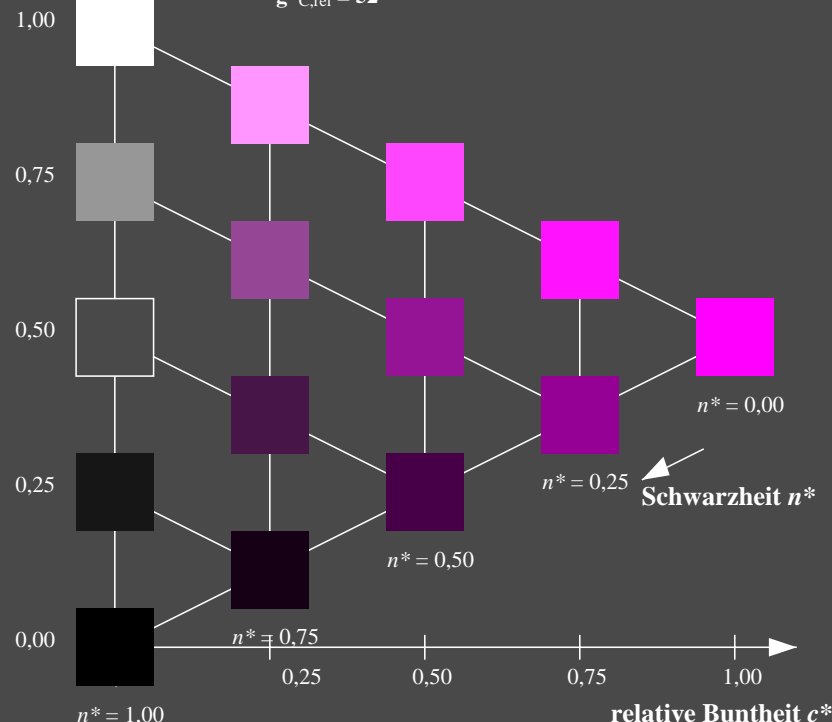 1,00
0,75
0,50
n* = 0,00
0,25
n* = 0,25
Schwarzheit n*
n* = 0,50
0,00
n* = 0,75
0,25 0,50 0,75 1,00
n* = 1,00
relative Buntheit c*